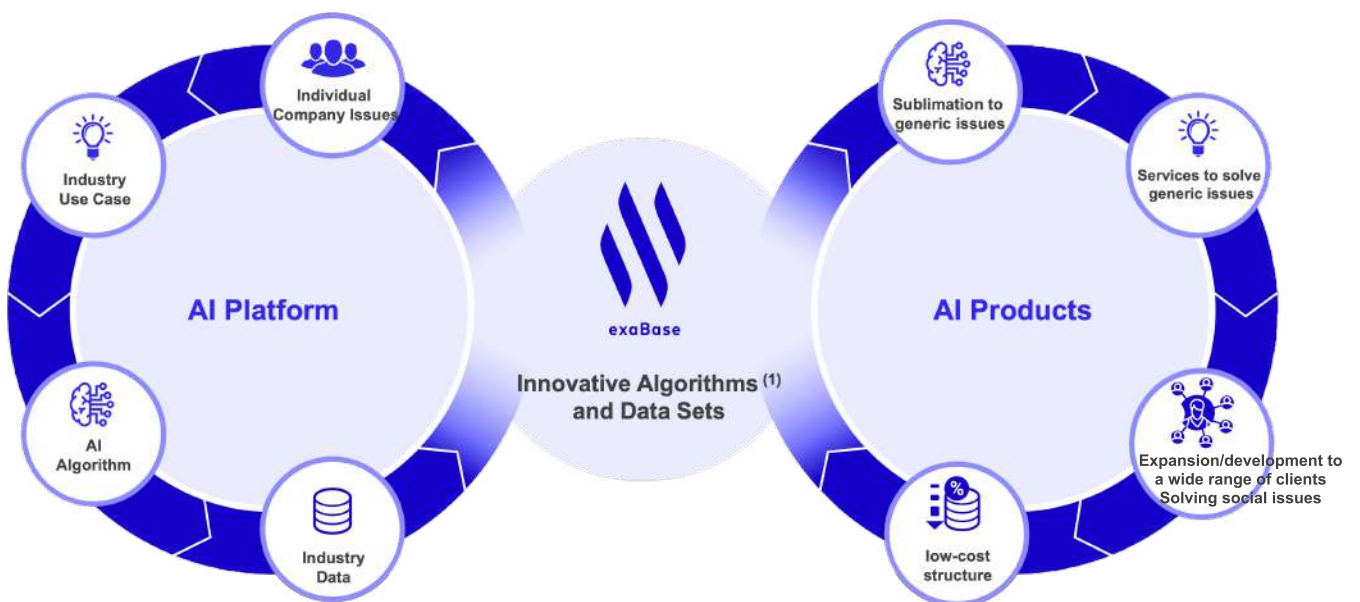 Individual
Company Issues
Industry
Use Case
AI Platform
AI
Algorithm
Industry
Data
exaBase
Innovative Algorithms (1)
and Data Sets
Sublimation to
generic issues
Services to solve
generic issues
AI Products
Expansion/development to
a wide range of clients
Solving social issues
%
low-cost
structure